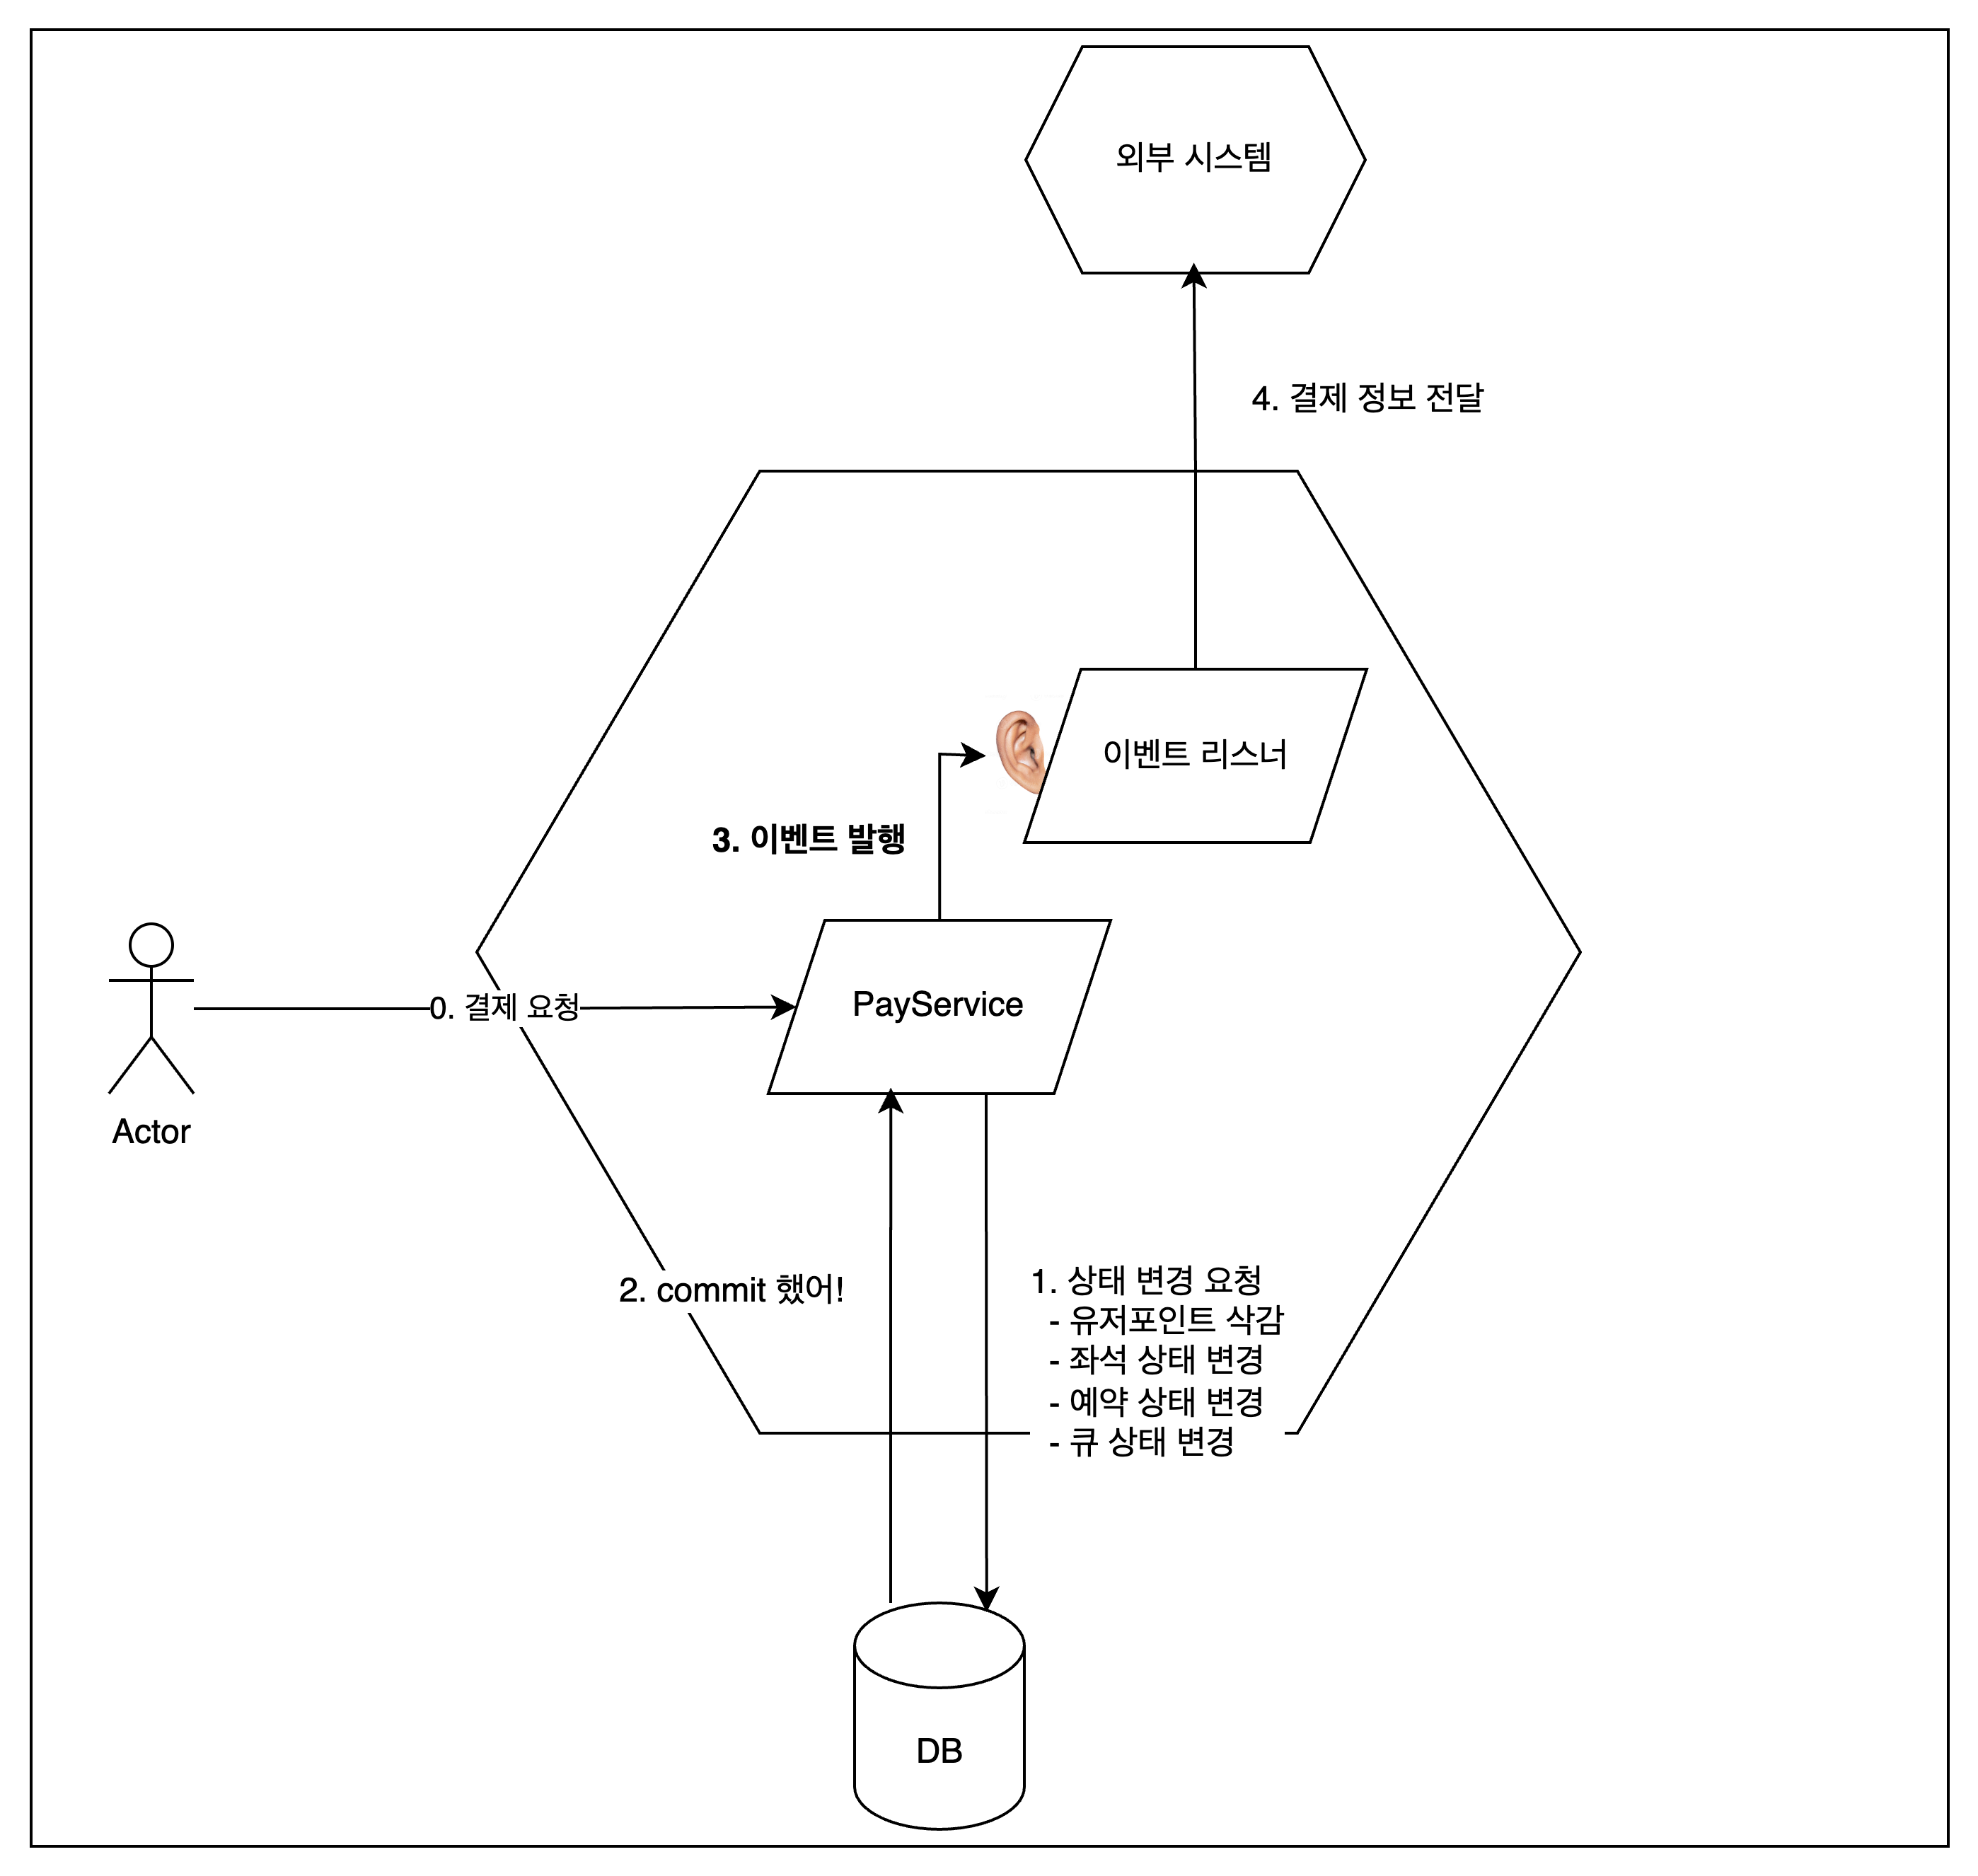 외부 시스템
4. 결제 정보 전달
이벤트 리스너
3. 이벤트 발행
PayService
0. 결제 요청
Actor
2. commit 했어!
1. 상태 변경 요청
- 유저포인트 삭감
- 좌석 상태 변경
- 예약 상태 변경
- 큐 상태 변경
DB